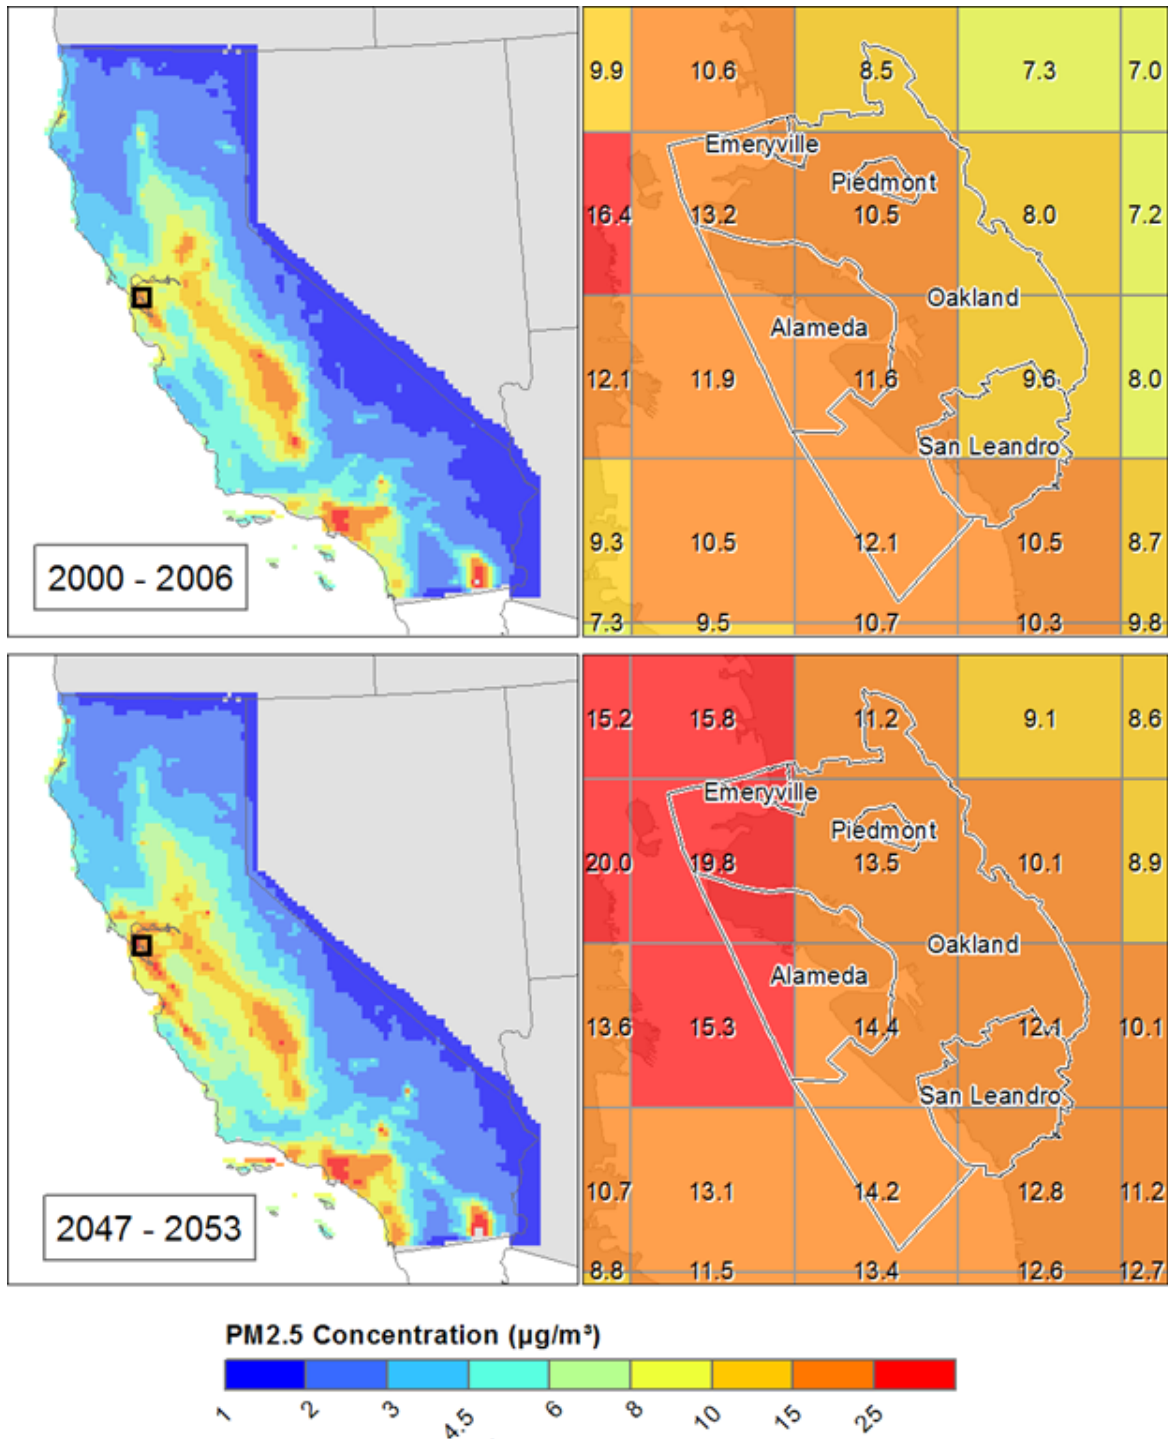 9.9 10.6 8.5 7.3 7.0
Emeryville
Piedmont
16.4 13.2 10.5 8.0 7.2
Oakland
Alameda
12.1 11.9 11.6 9.6 8.0
San Leandro
9.3 10.5 12.1 10.5 8.7
2000 - 2006
7.3 9.5 10.7 10.3 9.8
15.2 15.8 11.2 9.1 8.6
Emeryville
Piedmont
20.0 19.8 13.5 10.1 8.9
Oakland
Alameda
13.6 15.3 14.4 12.1 10.1
San Leandro
10.7 13.1 14.2 12.8 11.2
2047 - 2053
8.8 11.5 13.4 12.6 12.7
PM2.5 Concentration (µg/m³)
1 2 3 4.5 6 8 10 15 25